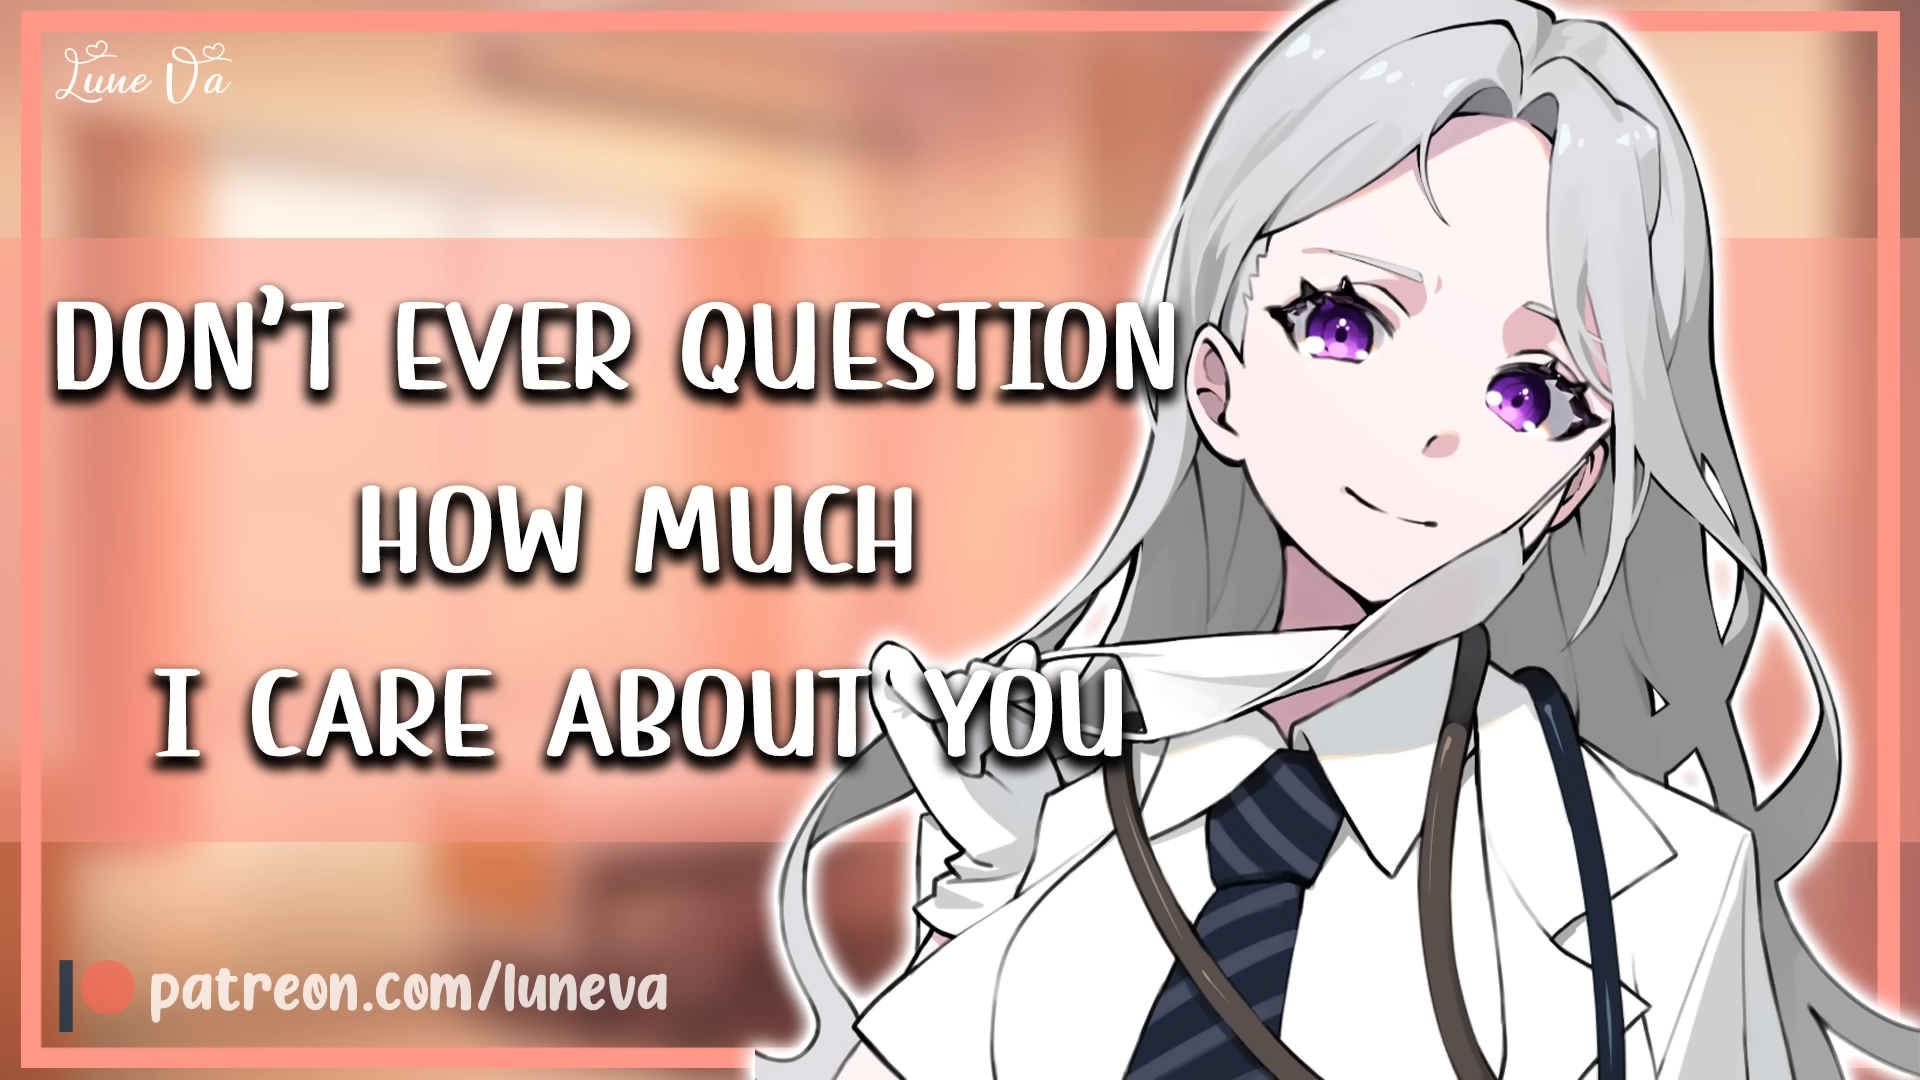 Lune Va
DON'T EVER QUESTION
HOW MUCH
I CARE ABOUT YOU
patreon.com/luneva